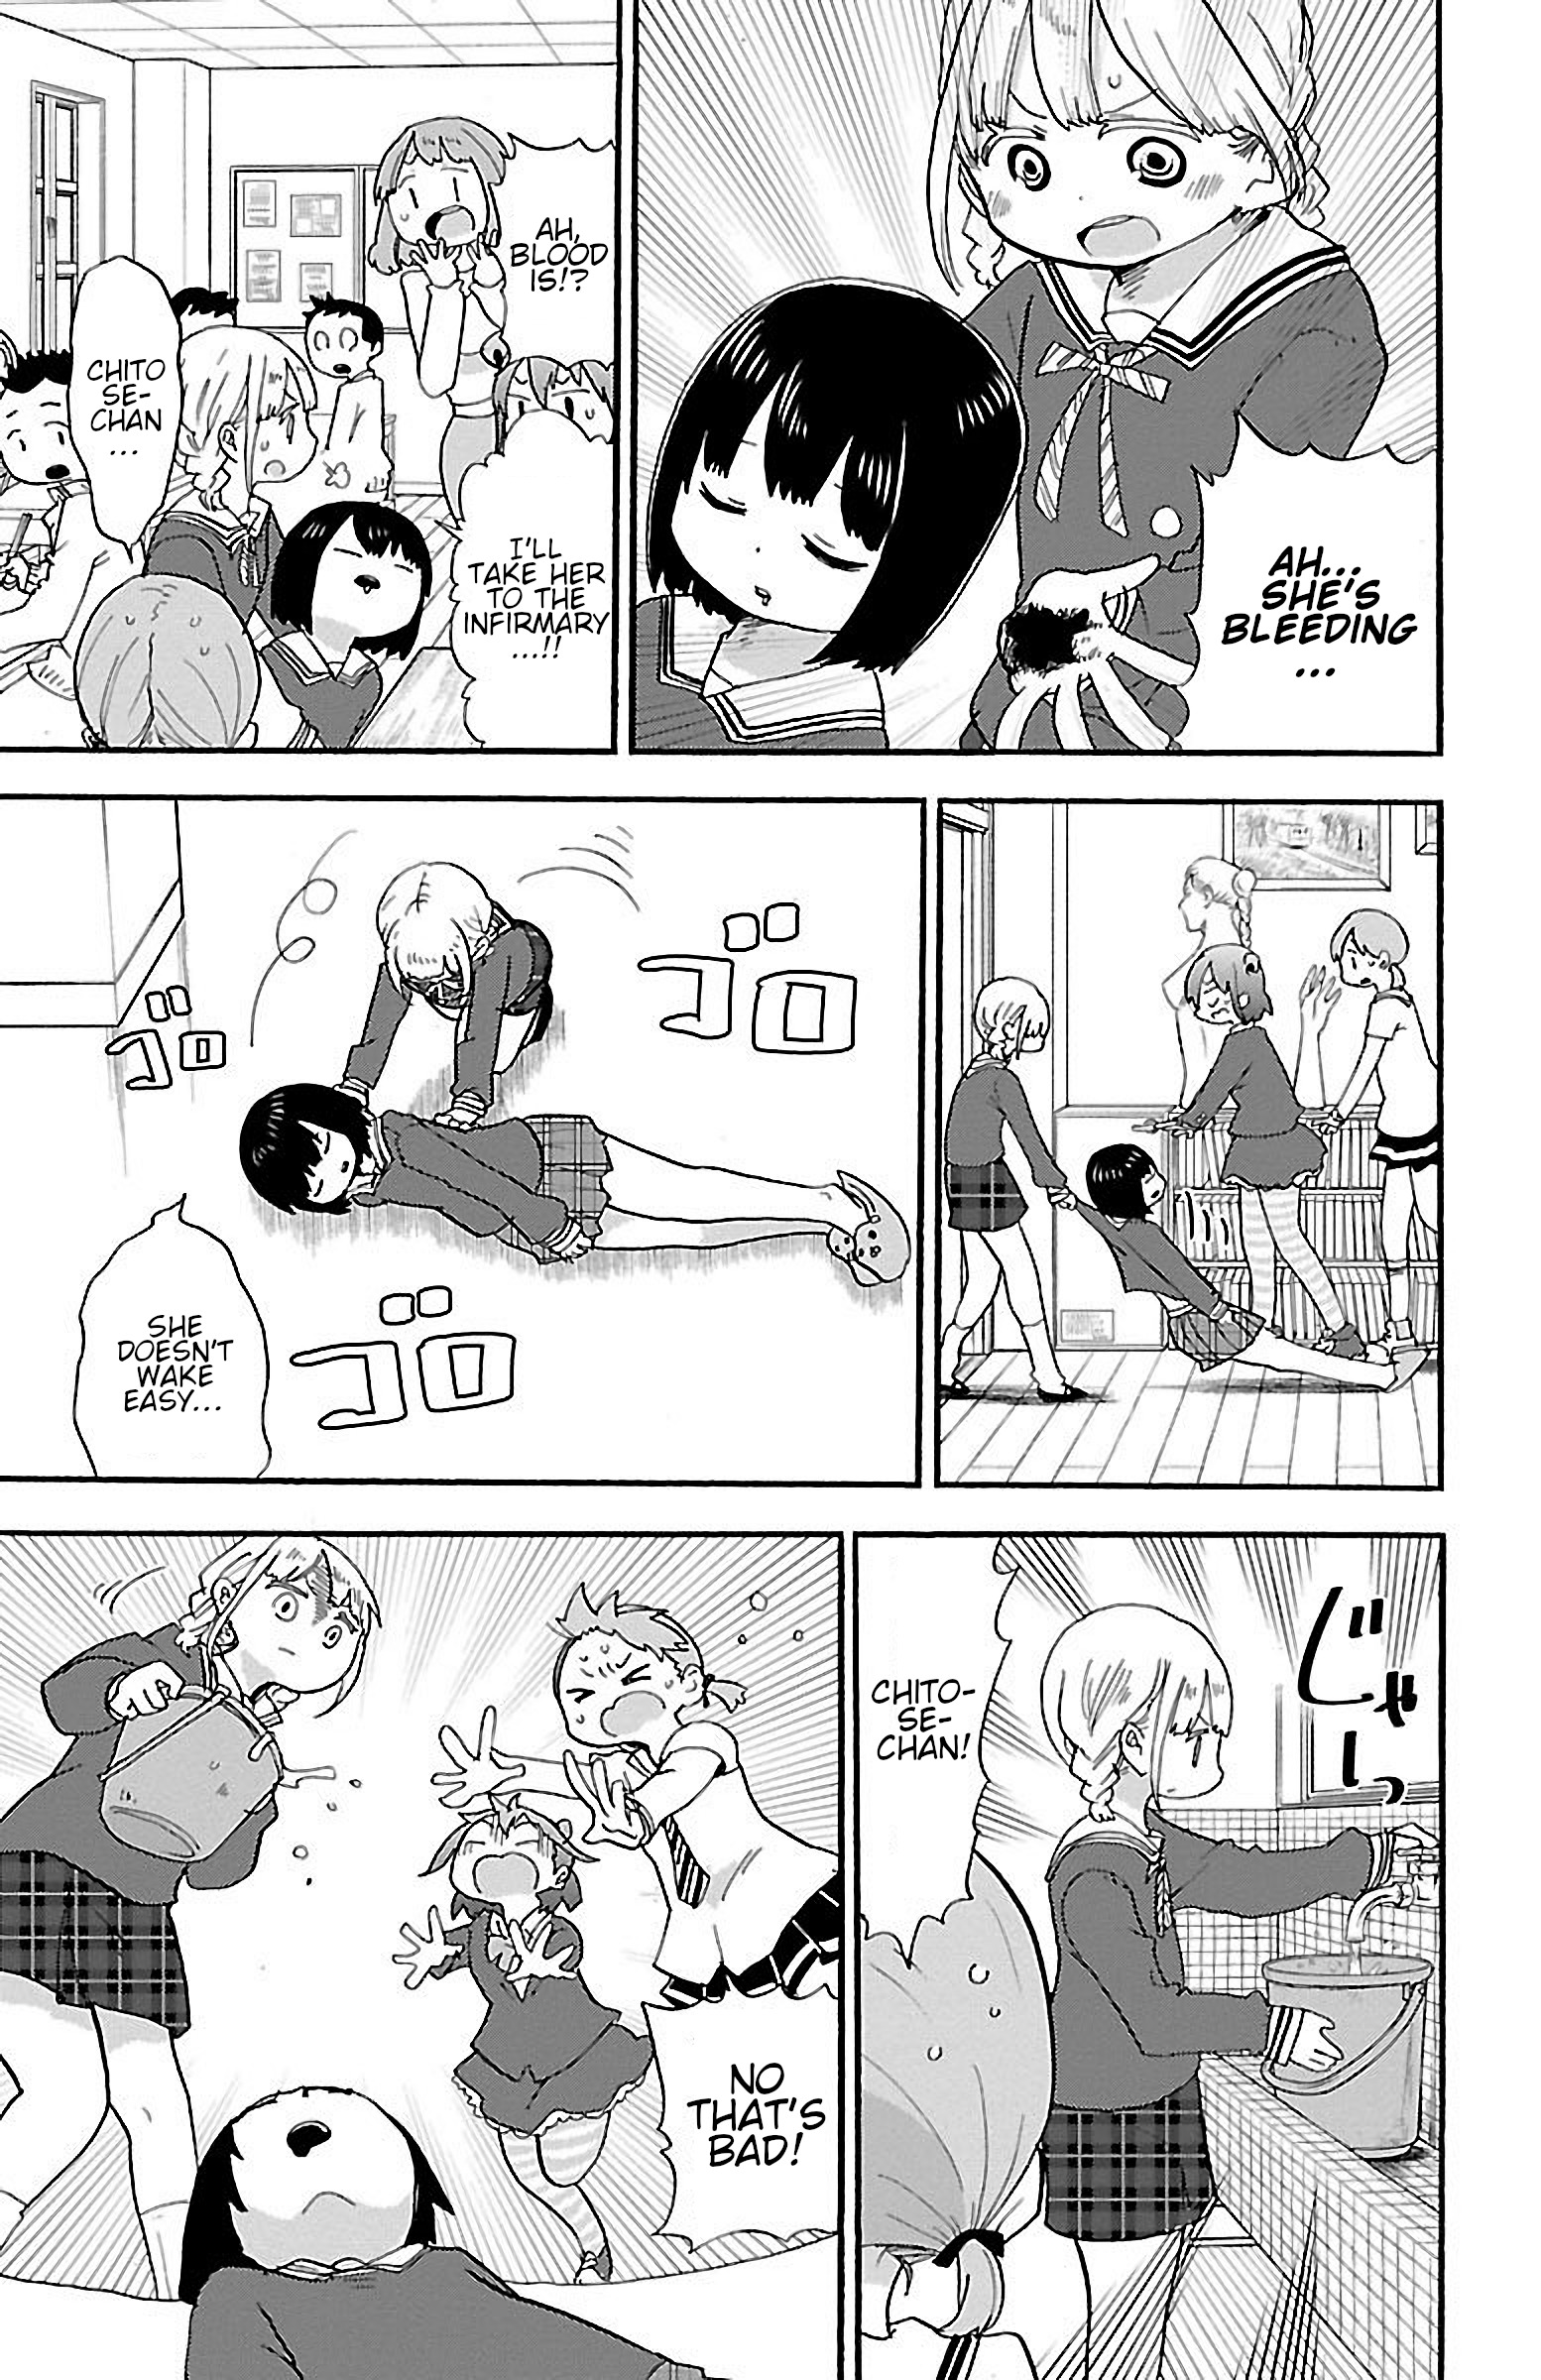 AH...
SHE'S
BLEEDING
...
AH,
BLOOD
IS!?
I'LL
TAKE HER
TO THE
INFIRMARY
...!!
CHITO
SE-
CHAN
...
ゴロ
ゴロ
ゴロ
SHE
DOESN'T
WAKE
EASY...
じゃーっ
CHITO-
SE-
CHAN!
NO
THAT'S
BAD!